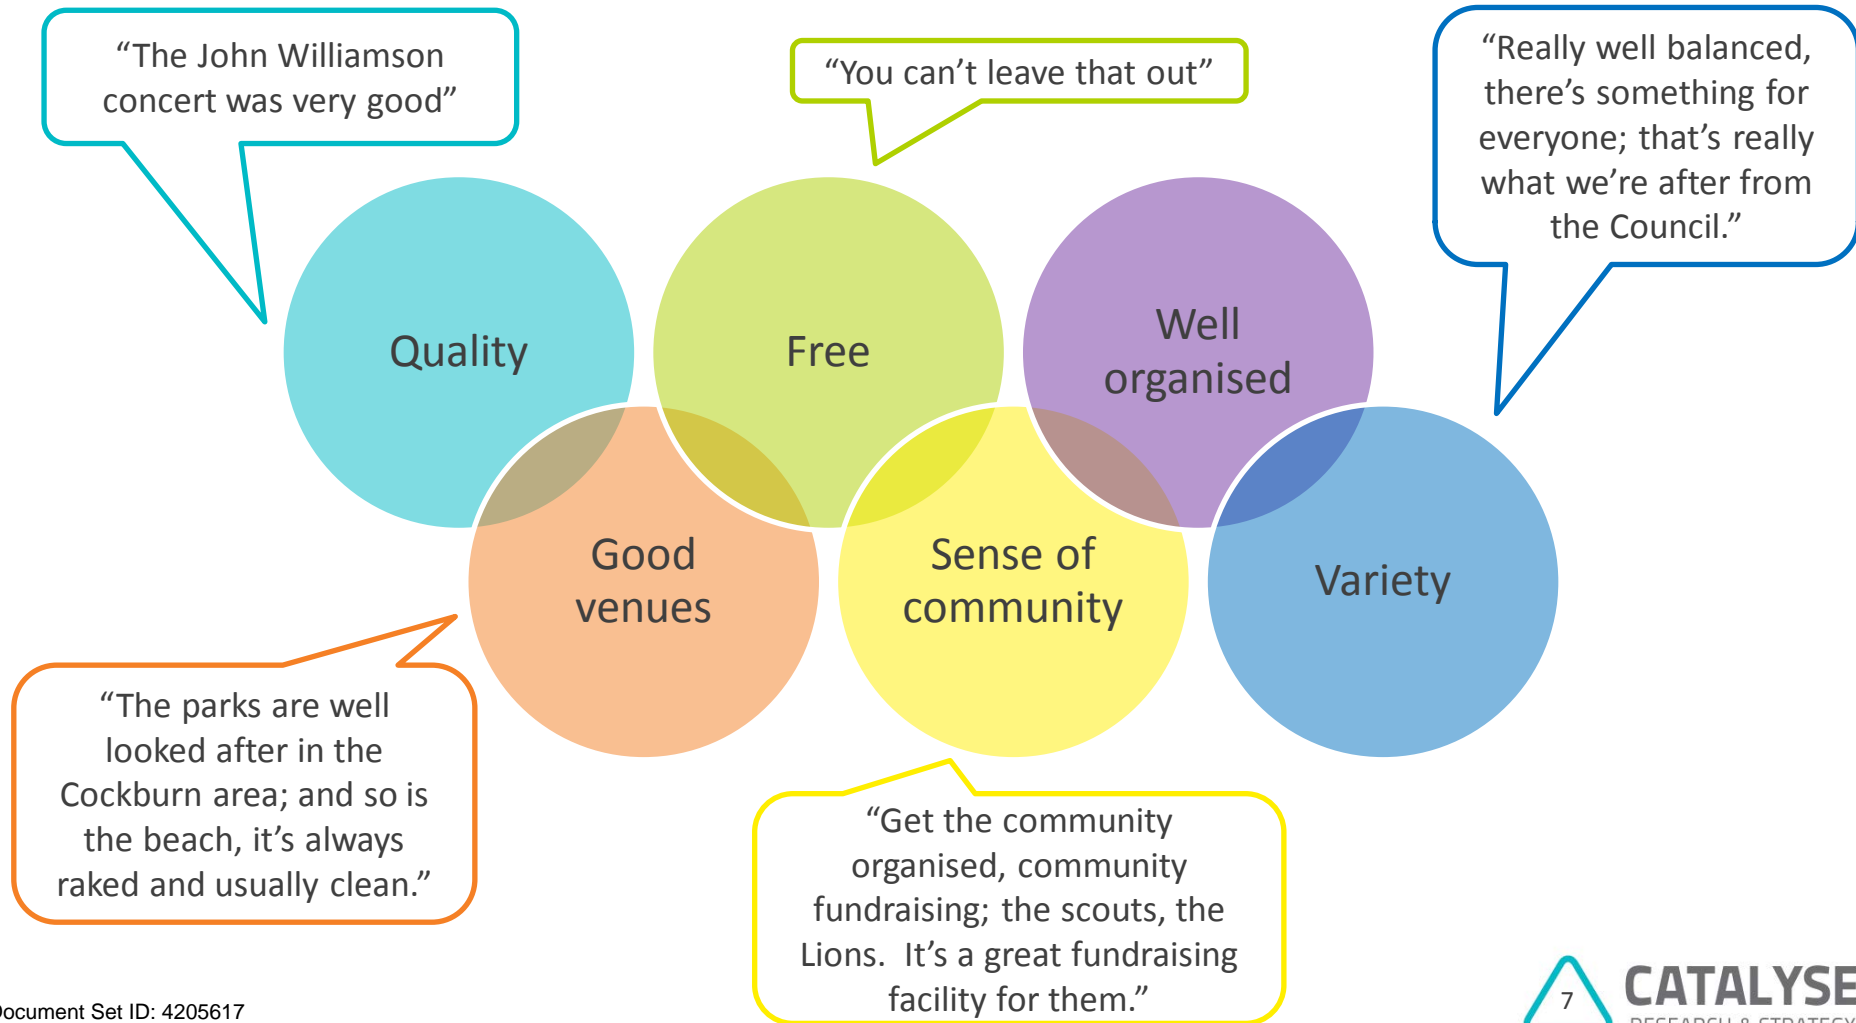 “The John Williamson
concert was very good”
“You can’t leave that out”
“Really well balanced,
there’s something for
everyone; that’s really
what we’re after from
the Council.”
Quality
Free
Well
organised
Good
venues
Sense of
community
Variety
“The parks are well
looked after in the
Cockburn area; and so is
the beach, it’s always
raked and usually clean.”
“Get the community
organised, community
fundraising; the scouts, the
Lions.  It’s a great fundraising
facility for them.”
Document Set ID: 4205617
7
CATALYSE
RESEARCH & STRATEGY